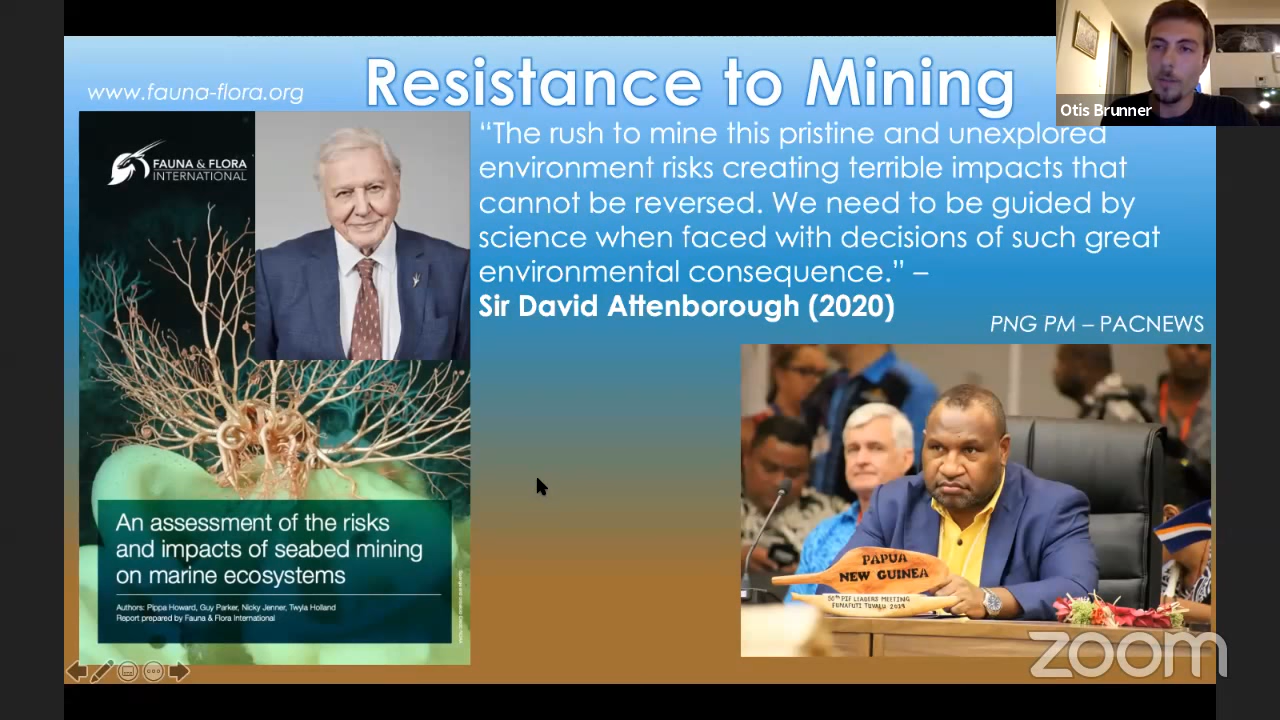 www.fauna-flora.org
Resistance to Mining
Otis Brunner
FAUNA & FLORA
INTERNATIONAL
“The rush to mine this pristine and unexplored
environment risks creating terrible impacts that
cannot be reversed. We need to be guided by
science when faced with decisions of such great
environmental consequence.” –
Sir David Attenborough (2020)
PNG PM – PACNEWS
An assessment of the risks
and impacts of seabed mining
on marine ecosystems
Authors: Pippa Howard, Guy Parker, Nicky Jenner, Twyla Holland
Report prepared by Fauna & Flora International
PAPUA
NEW GUINEA
50TH PIF LEADERS MEETING
FUNAFUTI TUVALU 2019
zoom